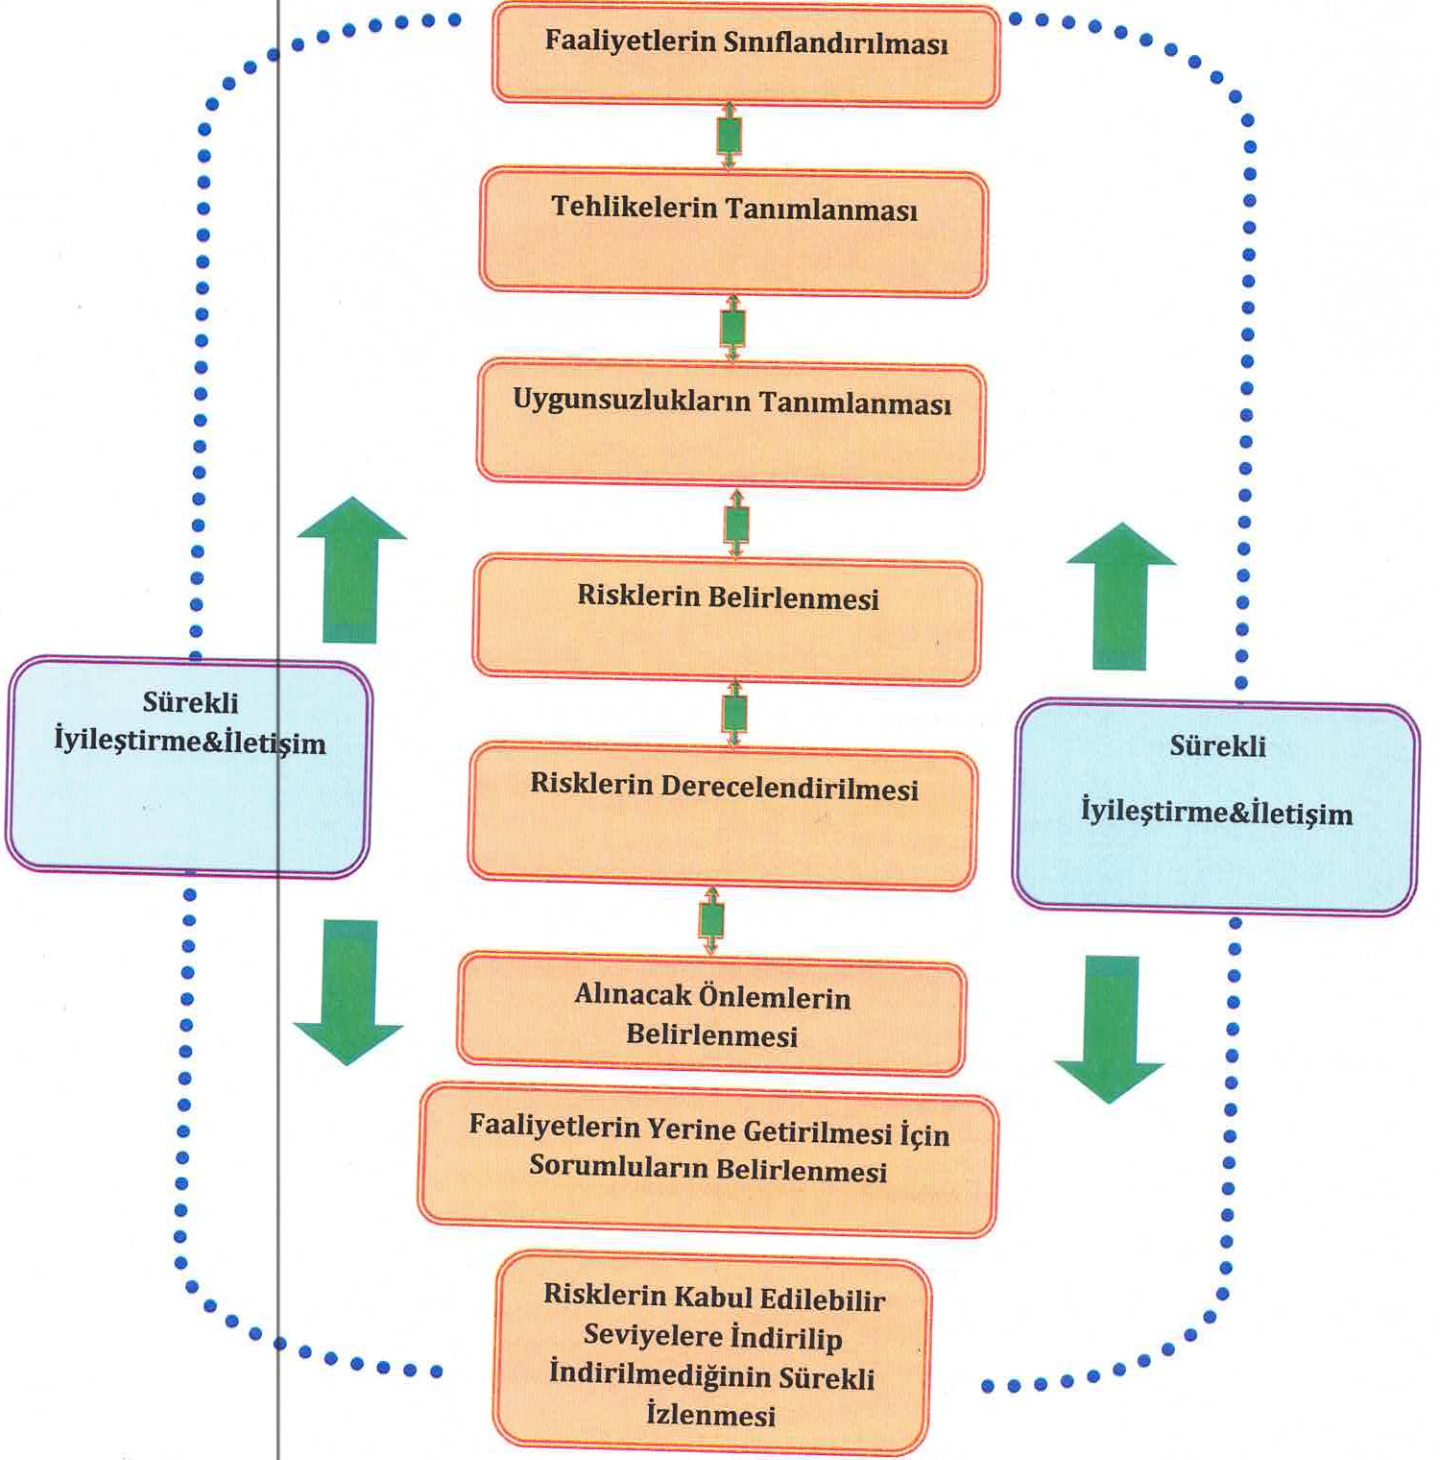 Faaliyetlerin Sınıflandırılması
Tehlikelerin Tanımlanması
Uygunsuzlukların Tanımlanması
Risklerin Belirlenmesi
Sürekli
İyileştirme&İletişim
Sürekli
İyileştirme&İletişim
Risklerin Derecelendirilmesi
Alınacak Önlemlerin
Belirlenmesi
Faaliyetlerin Yerine Getirilmesi İçin
Sorumluların Belirlenmesi
Risklerin Kabul Edilebilir
Seviyelere İndirilip
İndirilmediğinin Sürekli
İzlenmesi